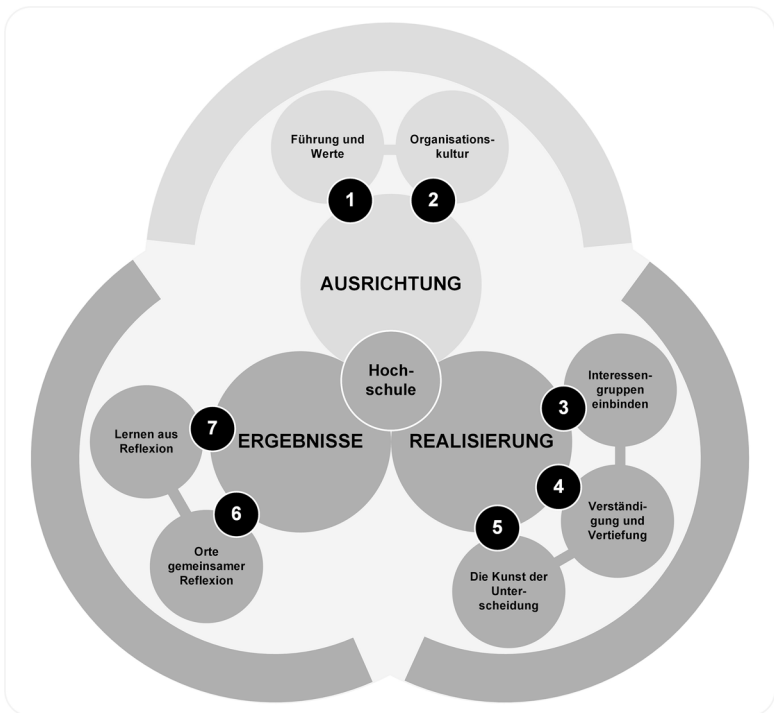 Führung und
Werte
Organisations-
kultur
1
2
AUSRICHTUNG
Hoch-
schule
Interessen-
gruppen
einbinden
3
REALISIERUNG
4
Verständi-
gung und
Vertiefung
5
Die Kunst der
Unter-
scheidung
ERGEBNISSE
6
Orte
gemeinsamer
Reflexion
7
Lernen aus
Reflexion